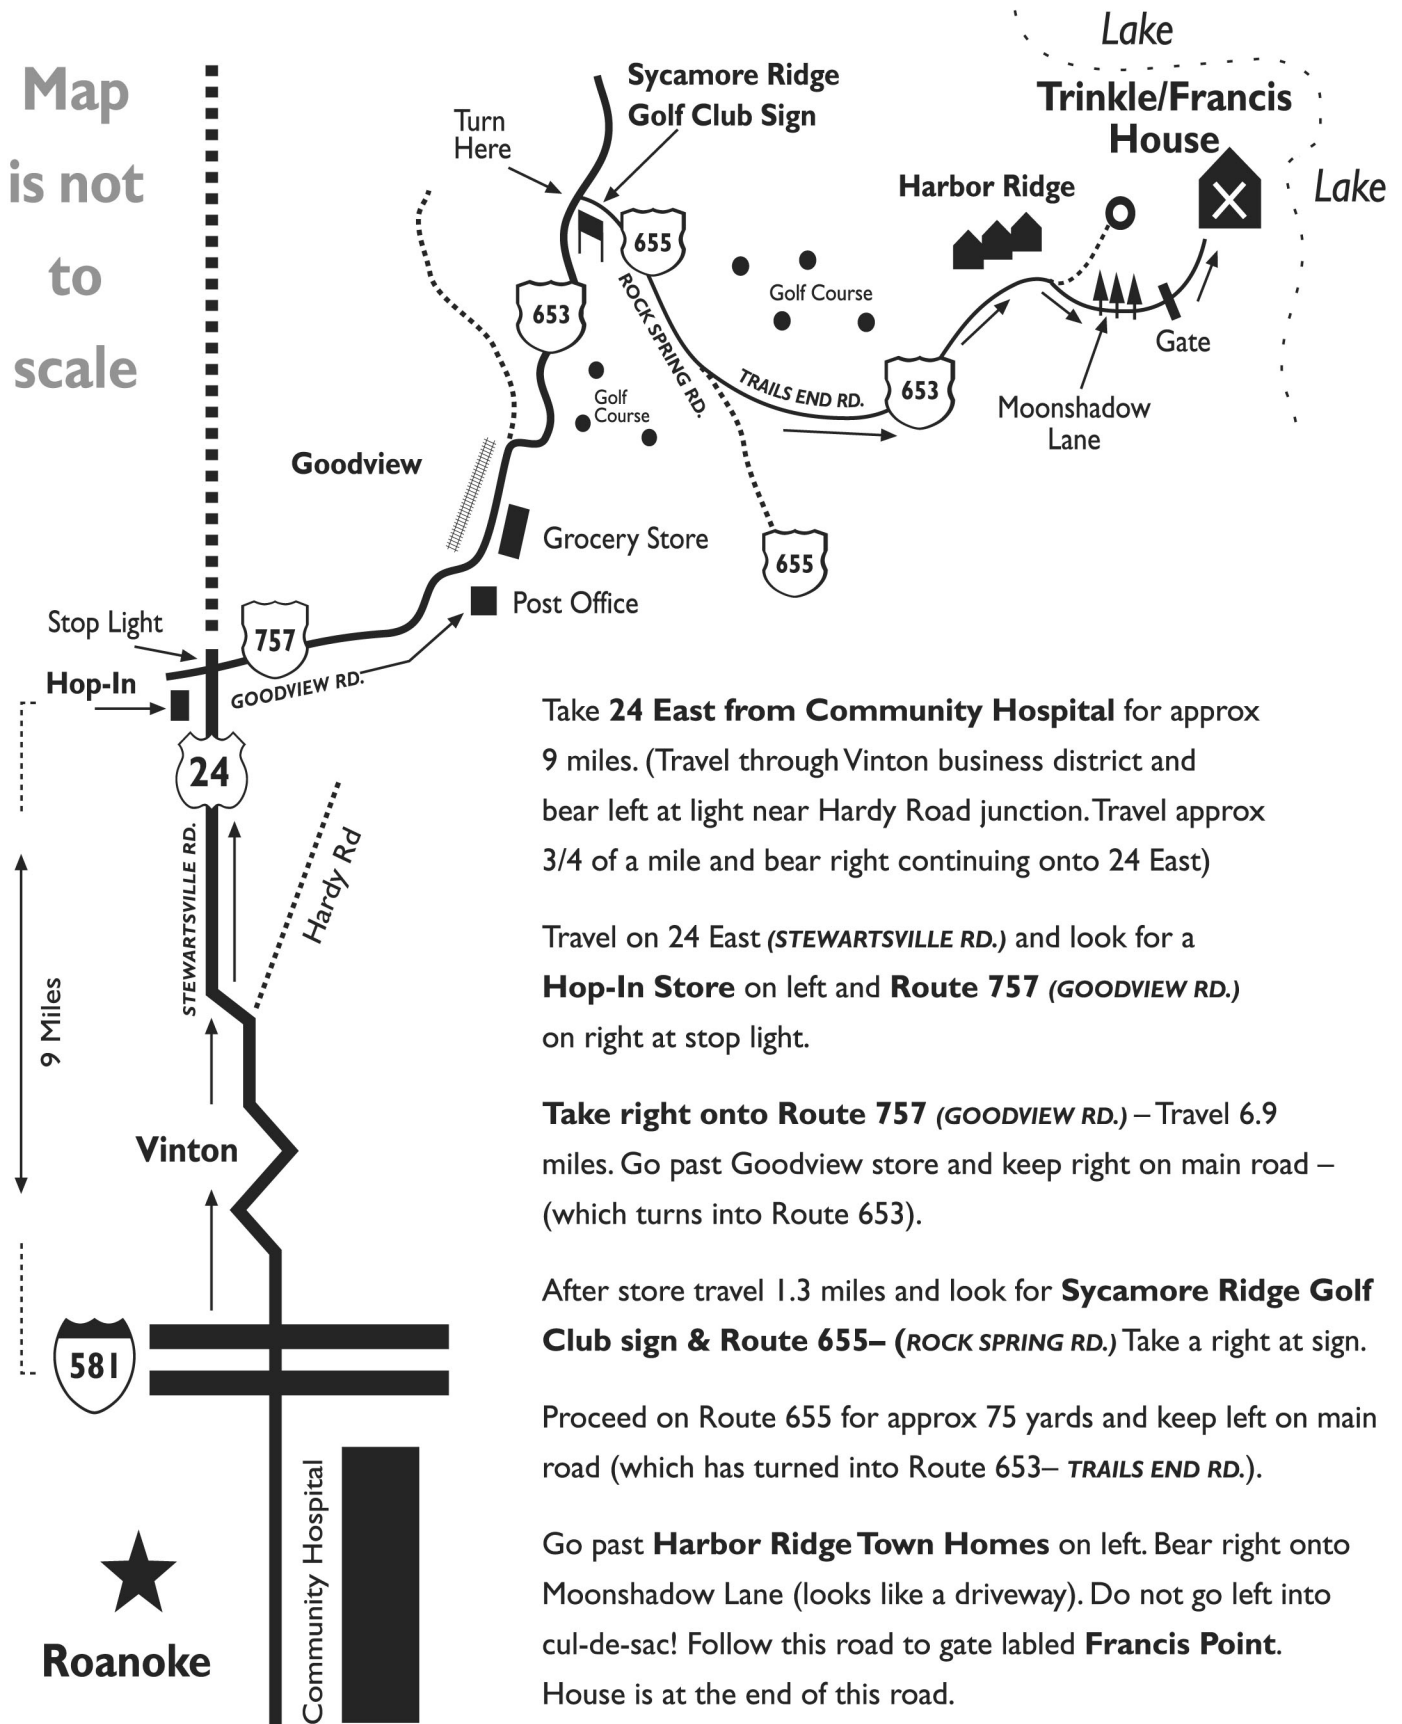 Map
is not
to
scale
Lake
Trinkle/Francis
House
Lake
Sycamore Ridge
Golf Club Sign
Turn
Here
Harbor Ridge
655
653
ROCK SPRING RD.
Golf Course
Golf
Course
TRAILS END RD.
653
Gate
Moonshadow
Lane
Goodview
Grocery Store
655
Post Office
Stop Light
757
Hop-In
GOODVIEW RD.
24
STEWARTSVILLE RD.
Hardy Rd
9 Miles
Vinton
581
Community Hospital
Roanoke
Take 24 East from Community Hospital for approx
9 miles. (Travel through Vinton business district and
bear left at light near Hardy Road junction. Travel approx
3/4 of a mile and bear right continuing onto 24 East)
Travel on 24 East (STEWARTSVILLE RD.) and look for a
Hop-In Store on left and Route 757 (GOODVIEW RD.)
on right at stop light.
Take right onto Route 757 (GOODVIEW RD.) – Travel 6.9
miles. Go past Goodview store and keep right on main road –
(which turns into Route 653).
After store travel 1.3 miles and look for Sycamore Ridge Golf
Club sign & Route 655– (ROCK SPRING RD.) Take a right at sign.
Proceed on Route 655 for approx 75 yards and keep left on main
road (which has turned into Route 653– TRAILS END RD.).
Go past Harbor Ridge Town Homes on left. Bear right onto
Moonshadow Lane (looks like a driveway). Do not go left into
cul-de-sac! Follow this road to gate labled Francis Point.
House is at the end of this road.